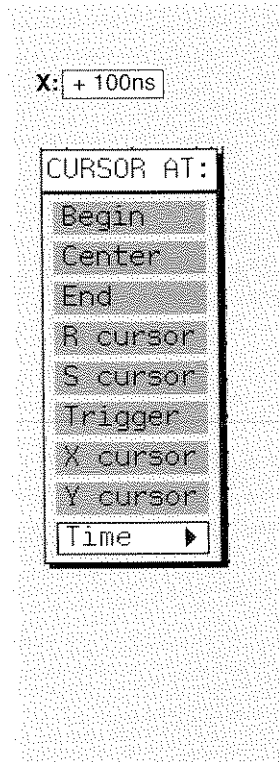 X: + 100ns
CURSOR AT:
Begin
Center
End
R cursor
S cursor
Trigger
X cursor
Y cursor
Time